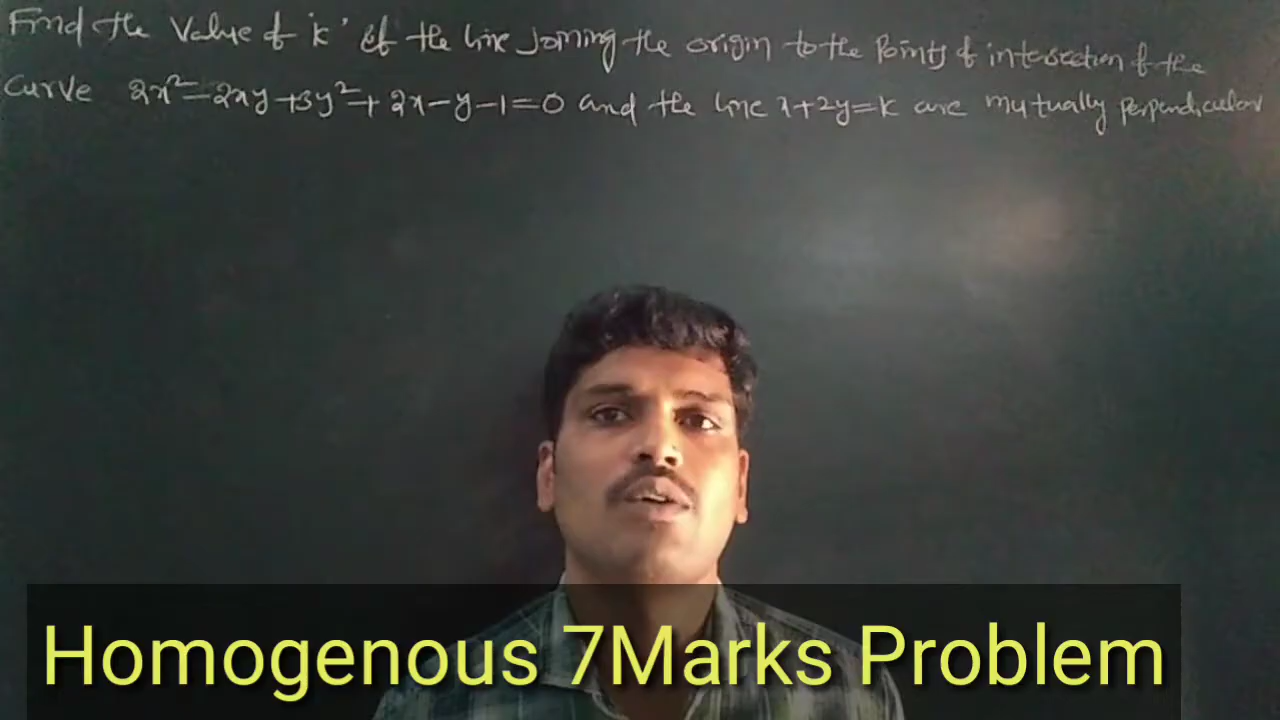 Find the Value of 'k' if the line Joining the origin to the Points of intersection of the
Curve 2x²-2xy+3y²+2x-y-1=0 and the line x+2y=k are mutually perpendicular
Homogenous 7Marks Problem